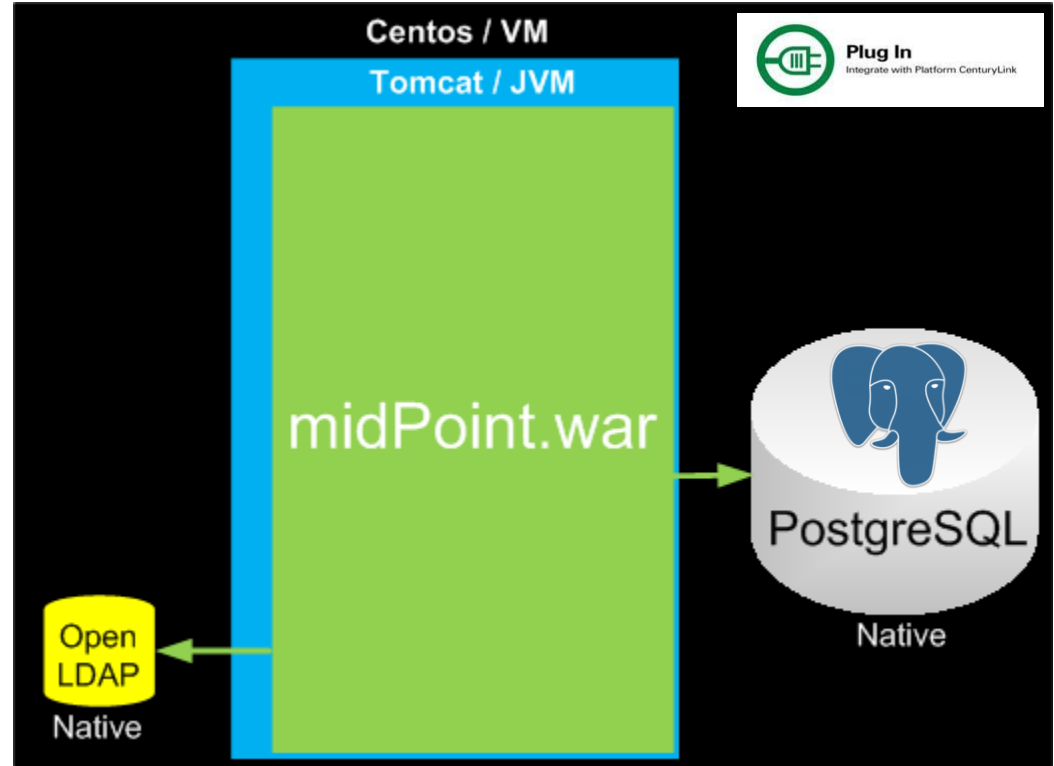 Centos / VM
Plug In
Integrate with Platform CenturyLink
Tomcat / JVM
midPoint.war
PostgreSQL
Native
Open
LDAP
Native